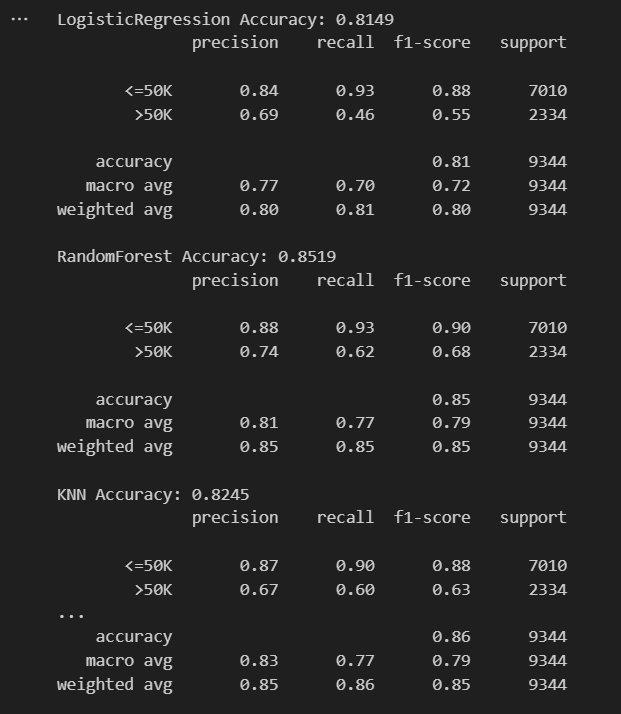 ... LogisticRegression Accuracy: 0.8149
precision recall f1-score support
<=50K 0.84 0.93 0.88 7010
>50K 0.69 0.46 0.55 2334
accuracy 0.81 9344
macro avg 0.77 0.70 0.72 9344
weighted avg 0.80 0.81 0.80 9344
RandomForest Accuracy: 0.8519
precision recall f1-score support
<=50K 0.88 0.93 0.90 7010
>50K 0.74 0.62 0.68 2334
accuracy 0.85 9344
macro avg 0.81 0.77 0.79 9344
weighted avg 0.85 0.85 0.85 9344
KNN Accuracy: 0.8245
precision recall f1-score support
<=50K 0.87 0.90 0.88 7010
>50K 0.67 0.60 0.63 2334
...
accuracy 0.86 9344
macro avg 0.83 0.77 0.79 9344
weighted avg 0.85 0.86 0.85 9344